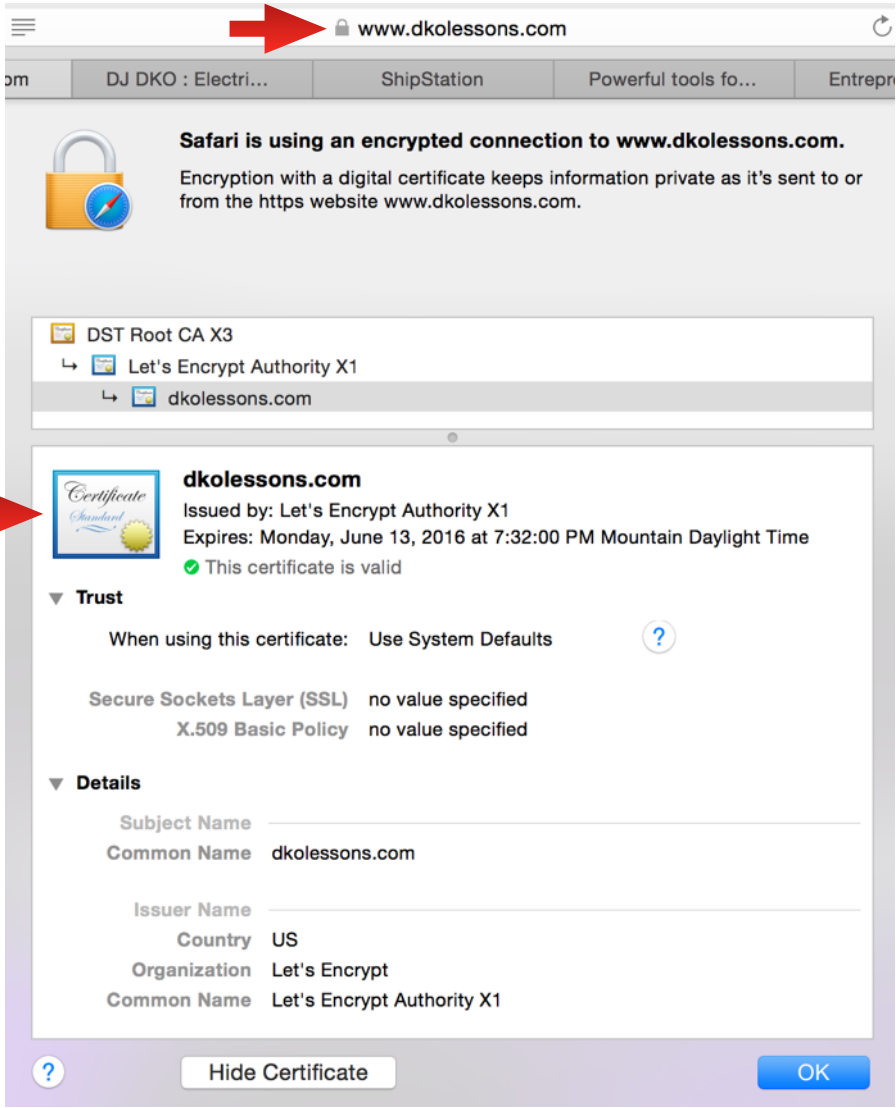 www.dkolessons.com
om
DJ DKO : Electri...
ShipStation
Powerful tools fo...
Entrepre
Safari is using an encrypted connection to www.dkolessons.com.
Encryption with a digital certificate keeps information private as it's sent to or
from the https website www.dkolessons.com.
DST Root CA X3
↳ Let's Encrypt Authority X1
↳ dkolessons.com
Certificate
Standard
dkolessons.com
Issued by: Let's Encrypt Authority X1
Expires: Monday, June 13, 2016 at 7:32:00 PM Mountain Daylight Time
This certificate is valid
Trust
When using this certificate: Use System Defaults ?
Secure Sockets Layer (SSL) no value specified
X.509 Basic Policy no value specified
Details
Subject Name
Common Name dkolessons.com
Issuer Name
Country US
Organization Let's Encrypt
Common Name Let's Encrypt Authority X1
? Hide Certificate OK